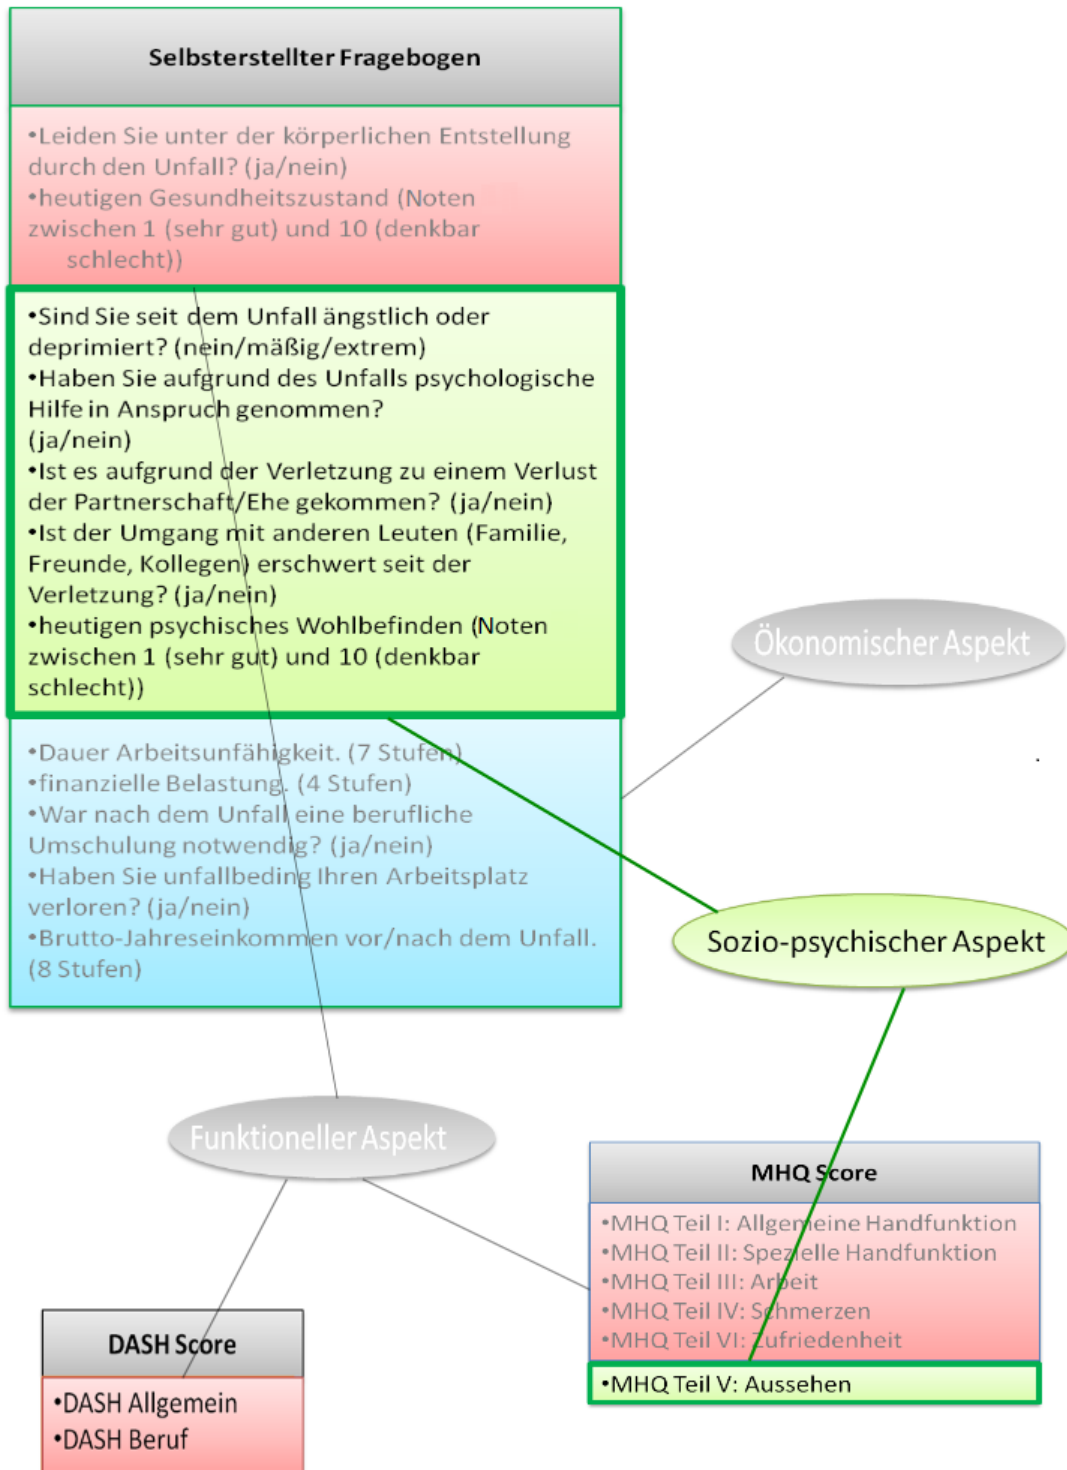 Selbsterstellter Fragebogen
•Leiden Sie unter der körperlichen Entstellung
durch den Unfall? (ja/nein)
•heutigen Gesundheitszustand (Noten
zwischen 1 (sehr gut) und 10 (denkbar
schlecht))
•Sind Sie seit dem Unfall ängstlich oder
deprimiert? (nein/mäßig/extrem)
•Haben Sie aufgrund des Unfalls psychologische
Hilfe in Anspruch genommen?
(ja/nein)
•Ist es aufgrund der Verletzung zu einem Verlust
der Partnerschaft/Ehe gekommen? (ja/nein)
•Ist der Umgang mit anderen Leuten (Familie,
Freunde, Kollegen) erschwert seit der
Verletzung? (ja/nein)
•heutigen psychisches Wohlbefinden (Noten
zwischen 1 (sehr gut) und 10 (denkbar
schlecht))
•Dauer Arbeitsunfähigkeit. (7 Stufen)
•finanzielle Belastung. (4 Stufen)
•War nach dem Unfall eine berufliche
Umschulung notwendig? (ja/nein)
•Haben Sie unfallbeding Ihren Arbeitsplatz
verloren? (ja/nein)
•Brutto-Jahreseinkommen vor/nach dem Unfall.
(8 Stufen)
Ökonomischer Aspekt
.
Sozio-psychischer Aspekt
Funktioneller Aspekt
MHQ Score
•MHQ Teil I: Allgemeine Handfunktion
•MHQ Teil II: Spezielle Handfunktion
•MHQ Teil III: Arbeit
•MHQ Teil IV: Schmerzen
•MHQ Teil VI: Zufriedenheit
•MHQ Teil V: Aussehen
DASH Score
•DASH Allgemein
•DASH Beruf